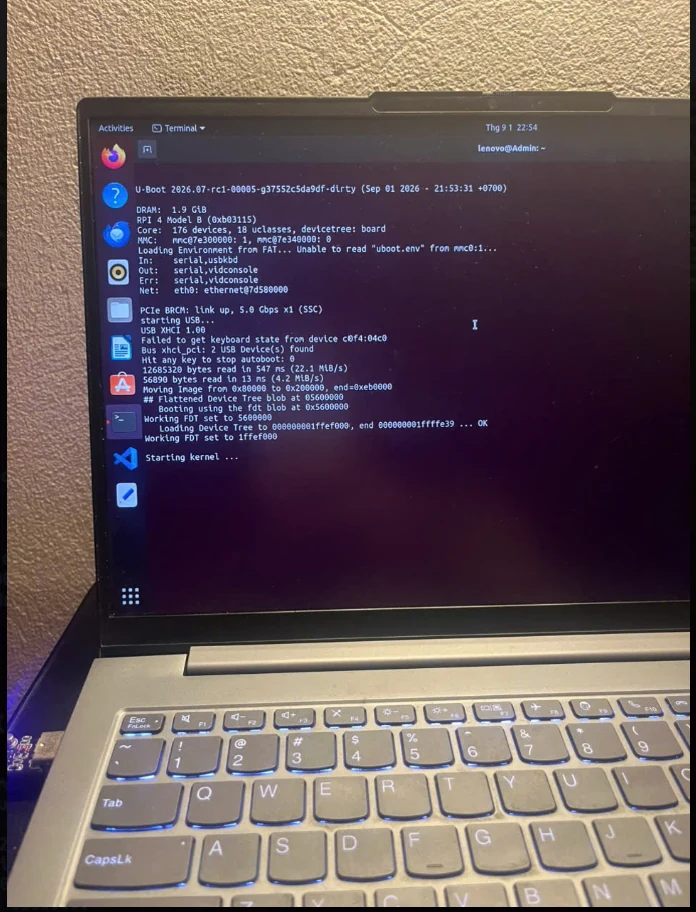 Activities
Terminal
Thg 9 1 22:54
lenovo@Admin: ~
U-Boot 2026.07-rc1-00005-g37552c5da9df-dirty (Sep 01 2026 - 21:53:31 +0700)
DRAM: 1.9 GiB
RPI 4 Model B (0xb03115)
Core: 176 devices, 18 uclasses, devicetree: board
MMC: mmc@7e300000: 1, mmc@7e340000: 0
Loading Environment from FAT... Unable to read "uboot.env" from mmc0:1...
In: serial,usbkbd
Out: serial,vidconsole
Err: serial,vidconsole
Net: eth0: ethernet@7d580000
PCIe BRCM: link up, 5.0 Gbps x1 (SSC)
starting USB...
USB XHCI 1.00
Failed to get keyboard state from device c0f4:04c0
Bus xhci_pci: 2 USB Device(s) found
Hit any key to stop autoboot: 0
12685320 bytes read in 547 ms (22.1 MiB/s)
56890 bytes read in 13 ms (4.2 MiB/s)
Moving Image from 0x80000 to 0x200000, end=0xeb0000
## Flattened Device Tree blob at 05600000
Booting using the fdt blob at 0x5600000
Working FDT set to 5600000
Loading Device Tree to 000000001ffef000, end 000000001ffffe39 ... OK
Working FDT set to 1ffef000
Starting kernel ...
Esc F1 F2 F3 F4 F5 F6 F7 F8 F9 F10
FnLock
~ ! @ # $ % ^ & * (
` 1 2 3 4 5 6 7 8 9
Tab Q W E R T Y U I
CapsLk A S D F G H J K
Z X C V B N M